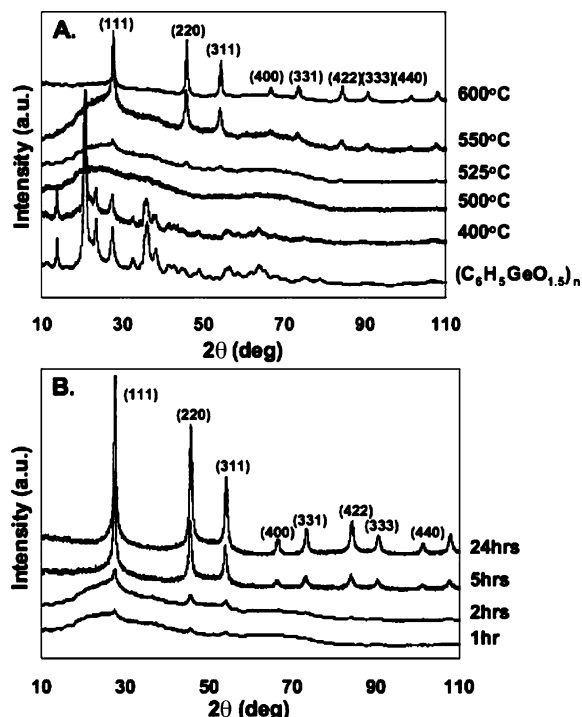 A.
(111)
(220)
(311)
(400)
(331)
(422)(333)(440)
600°C
550°C
525°C
500°C
400°C
(C₆H₅GeO₁.₅)ₙ
Intensity (a.u.)
10 30 50 70 90 110
2θ (deg)
B.
(111)
(220)
(311)
(400)
(331)
(422)
(333)
(440)
24hrs
5hrs
2hrs
1hr
Intensity (a.u.)
10 30 50 70 90 110
2θ (deg)